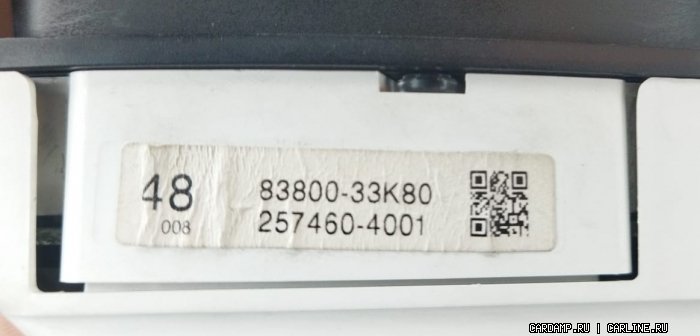 48
008
83800-33K80
257460-4001
CARDAMP.RU | CARLINE.RU